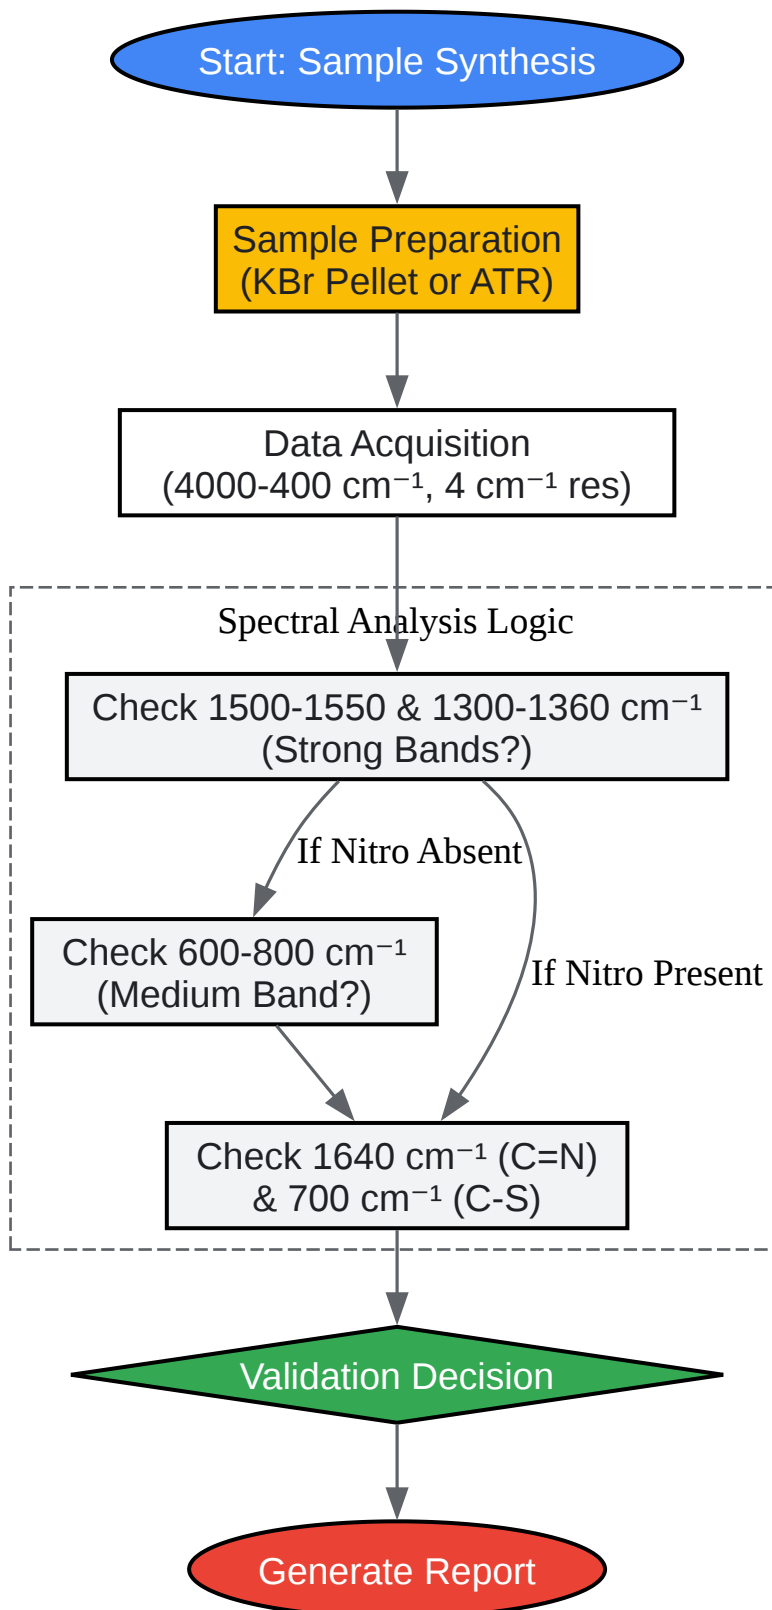 Start: Sample Synthesis
Sample Preparation
(KBr Pellet or ATR)
Data Acquisition
(4000-400 cm⁻¹, 4 cm⁻¹ res)
Spectral Analysis Logic
Check 1500-1550 & 1300-1360 cm⁻¹
(Strong Bands?)
If Nitro Absent
Check 600-800 cm⁻¹
(Medium Band?)
If Nitro Present
Check 1640 cm⁻¹ (C=N)
& 700 cm⁻¹ (C-S)
Validation Decision
Generate Report